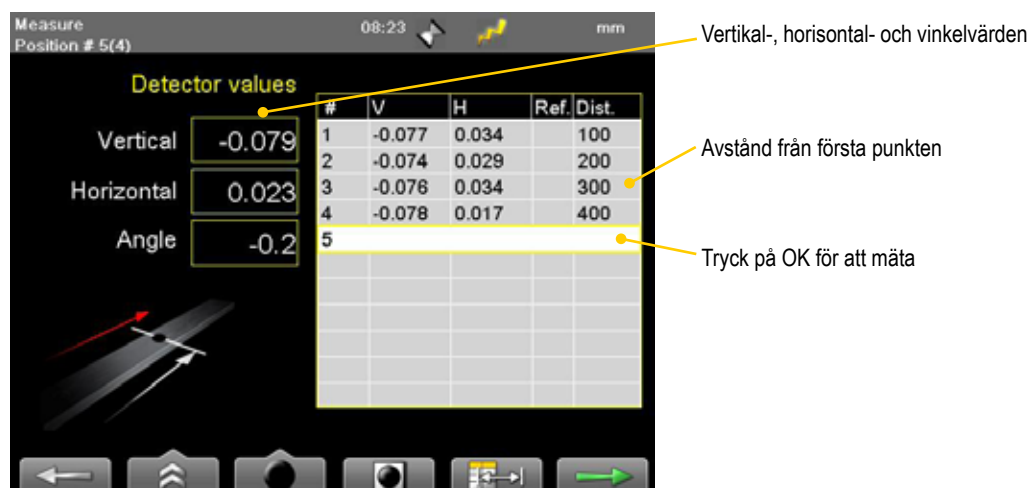 Measure
Position # 5(4)
08:23
mm
Detector values
Vertical -0.079
Horizontal 0.023
Angle -0.2
# V H Ref. Dist.
1 -0.077 0.034 100
2 -0.074 0.029 200
3 -0.076 0.034 300
4 -0.078 0.017 400
5
Vertikal-, horisontal- och vinkelvärden
Avstånd från första punkten
Tryck på OK för att mäta